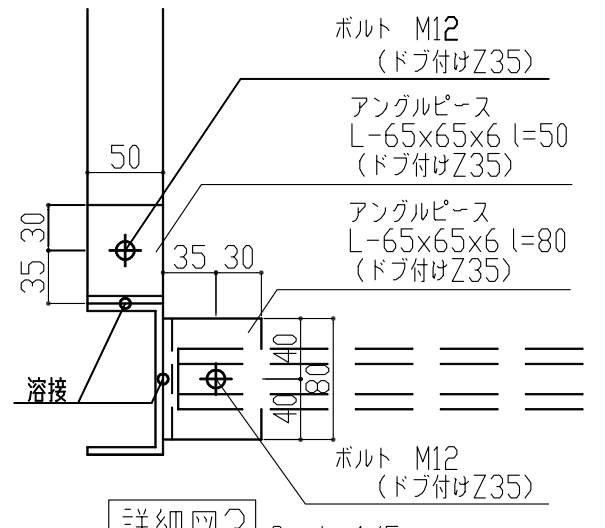 ボルト M12
(ドブ付けZ35)
アングルピース
L-65x65x6 l=50
(ドブ付けZ35)
50
アングルピース
L-65x65x6 l=80
(ドブ付けZ35)
30
35
35 30
40
80
40
溶接
ボルト M12
(ドブ付けZ35)
詳細図2